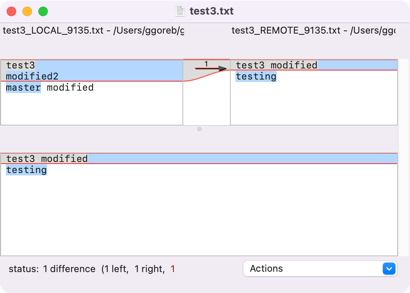 test3.txt
test3_LOCAL_9135.txt - /Users/ggoreb/g
test3_REMOTE_9135.txt - /Users/ggo
test3
modified2
master modified
1
test3 modified
testing
test3 modified
testing
status: 1 difference (1 left, 1 right, 1
Actions